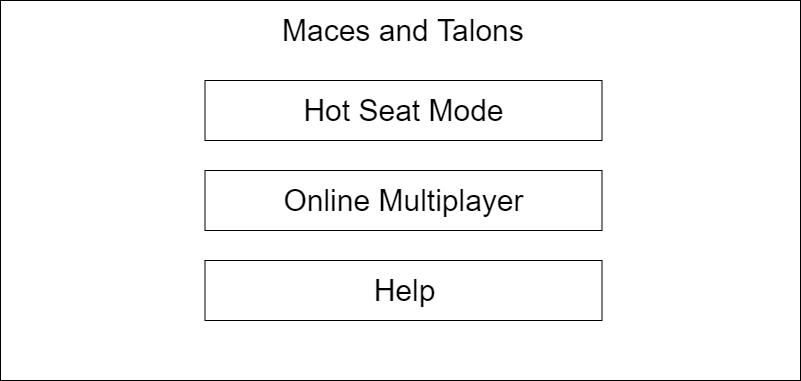 Maces and Talons
Hot Seat Mode
Online Multiplayer
Help